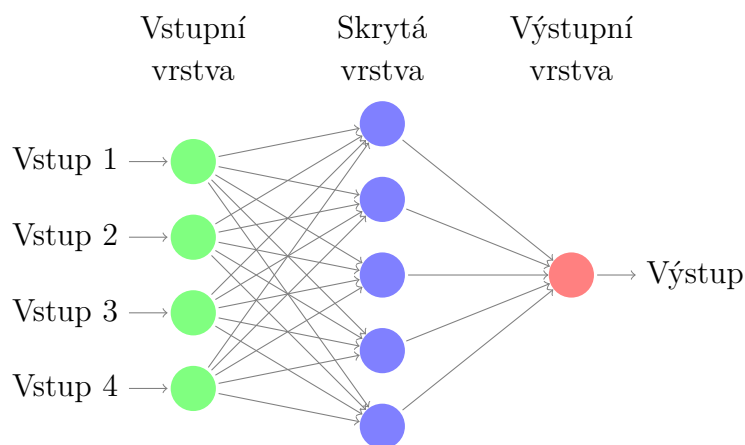 Vstupní
vrstva
Skrytá
vrstva
Výstupní
vrstva
Vstup 1
Vstup 2
Vstup 3
Vstup 4
Výstup